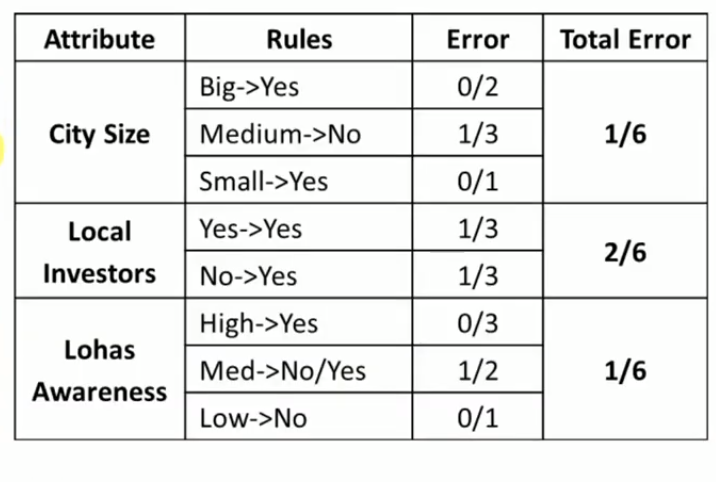 Attribute Rules Error Total Error
City Size Big->Yes 0/2 1/6
Medium->No 1/3
Small->Yes 0/1
Local Investors Yes->Yes 1/3 2/6
No->Yes 1/3
Lohas Awareness High->Yes 0/3 1/6
Med->No/Yes 1/2
Low->No 0/1